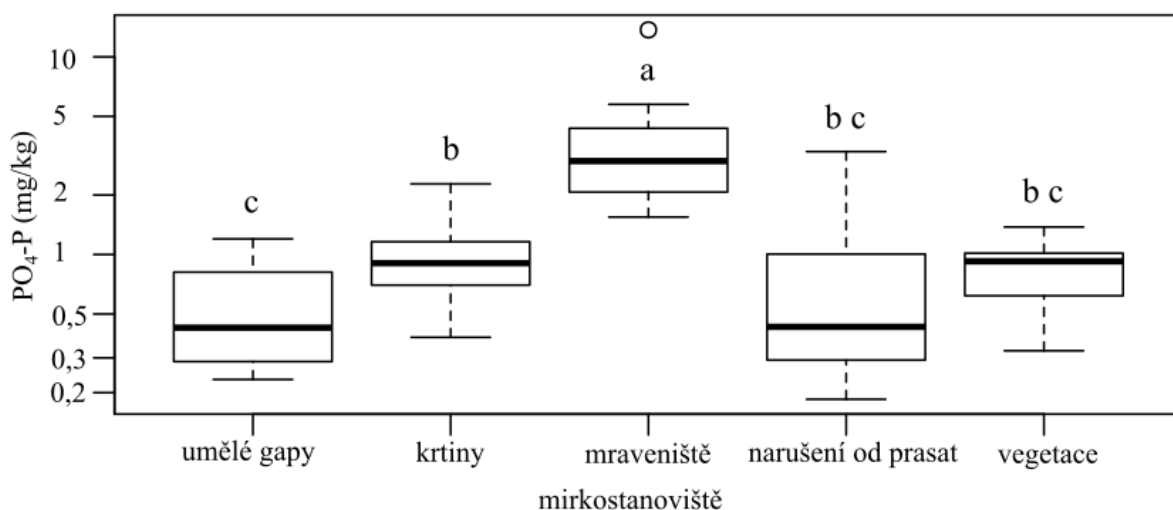 PO₄-P (mg/kg)
10
5
2
1
0,5
0,3
0,2
c
b
a
b c
b c
umělé gapy
krtiny
mraveniště
narušení od prasat
vegetace
mirkostanoviště